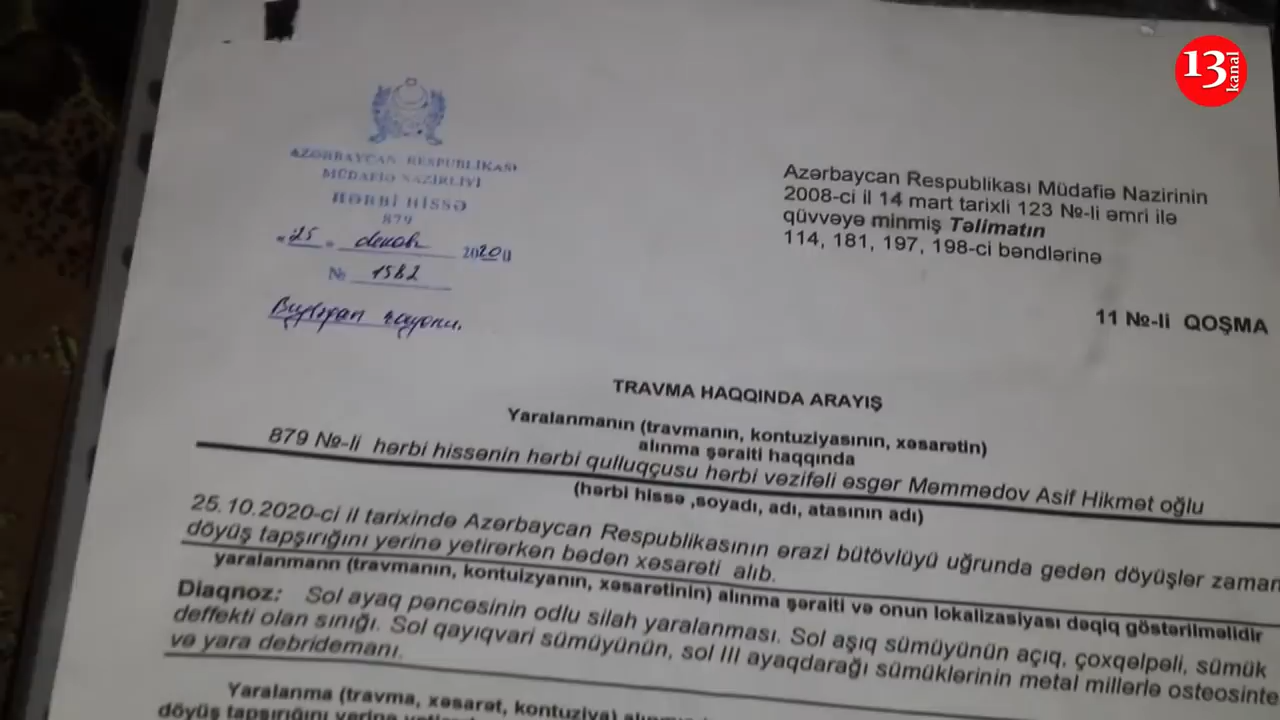 13 kanal
AZƏRBAYCAN RESPUBLİKASI
MÜDAFİƏ NAZİRLİYİ
HƏRBİ HİSSƏ
879
"25" dekabr 2020
№ 1582
rayonu.
Azərbaycan Respublikası Müdafiə Nazirinin
2008-ci il 14 mart tarixli 123 №-li əmri ilə
qüvvəyə minmiş Təlimatın
114, 181, 197, 198-ci bəndlərinə
11 №-li QOŞMA
TRAVMA HAQQINDA ARAYIŞ
Yaralanmanın (travmanın, kontuziyasının, xəsarətin)
alınma şəraiti haqqında
879 №-li hərbi hissənin hərbi qulluqçusu hərbi vəzifəli əsgər Məmmədov Asif Hikmət oğlu
(hərbi hissə ,soyadı, adı, atasının adı)
25.10.2020-ci il tarixində Azərbaycan Respublikasının ərazi bütövlüyü uğrunda gedən döyüşlər zaman
döyüş tapşırığını yerinə yetirərkən bədən xəsarəti alıb.
yaralanmanın (travmanın, kontuizyanın, xəsarətinin) alınma şəraiti və onun lokalizasiyası dəqiq göstərilməlidir
Diaqnoz: Sol ayaq pəncəsinin odlu silah yaralanması. Sol aşıq sümüyünün açıq, çoxqəlpəli, sümük
deffekti olan sınığı. Sol qayıqvari sümüyünün, sol III ayaqdarağı sümüklərinin metal millərlə osteosinte
və yara debridemanı.
Yaralanma (travma, xəsarət, kontuziya)
döyüş tapşırığını yerinə